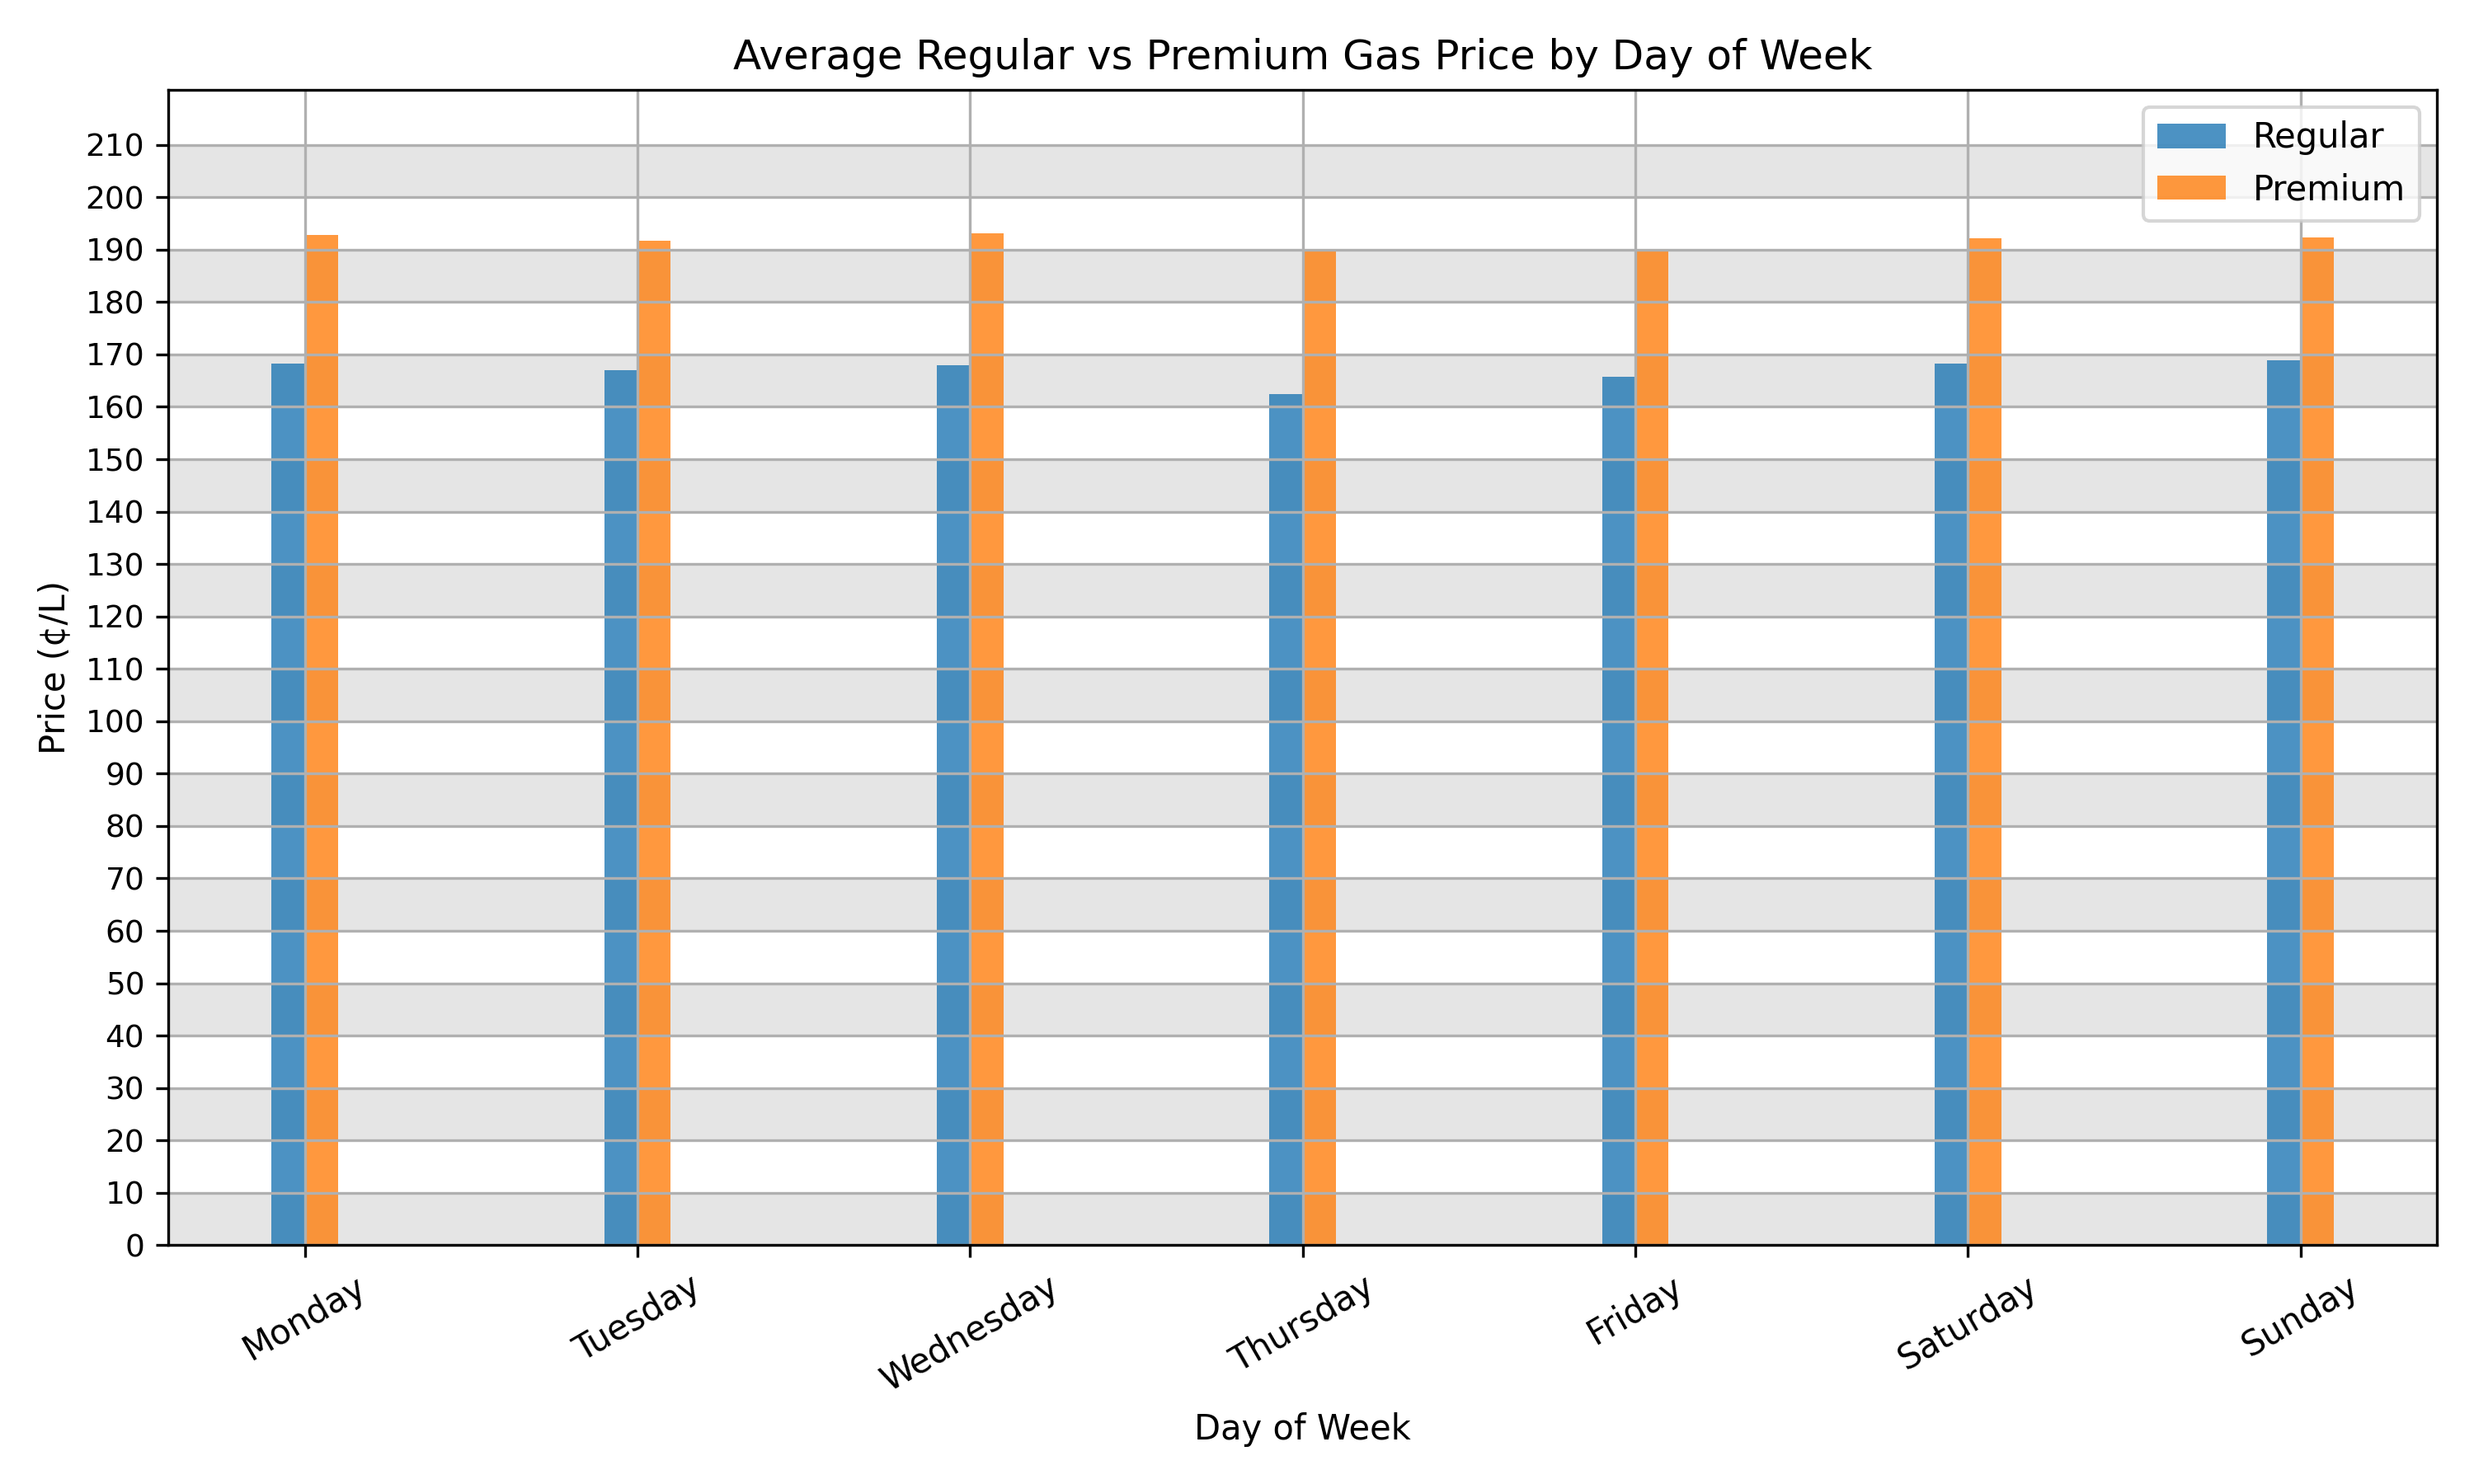 Average Regular vs Premium Gas Price by Day of Week
Regular
Premium
Price (¢/L)
210
200
190
180
170
160
150
140
130
120
110
100
90
80
70
60
50
40
30
20
10
0
Monday
Tuesday
Wednesday
Thursday
Friday
Saturday
Sunday
Day of Week